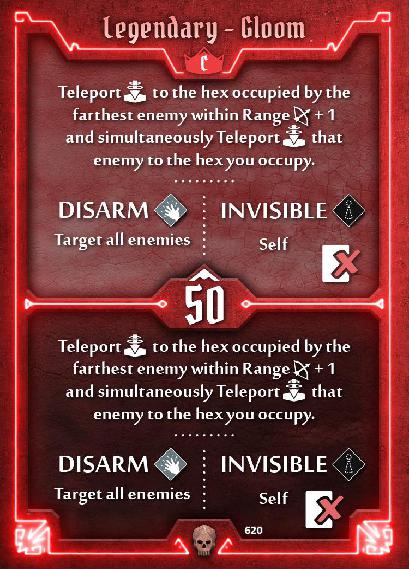 Legendary - Gloom
C
Teleport to the hex occupied by the
farthest enemy within Range + 1
and simultaneously Teleport that
enemy to the hex you occupy.
DISARM INVISIBLE
Target all enemies Self
50
Teleport to the hex occupied by the
farthest enemy within Range + 1
and simultaneously Teleport that
enemy to the hex you occupy.
DISARM INVISIBLE
Target all enemies Self
620